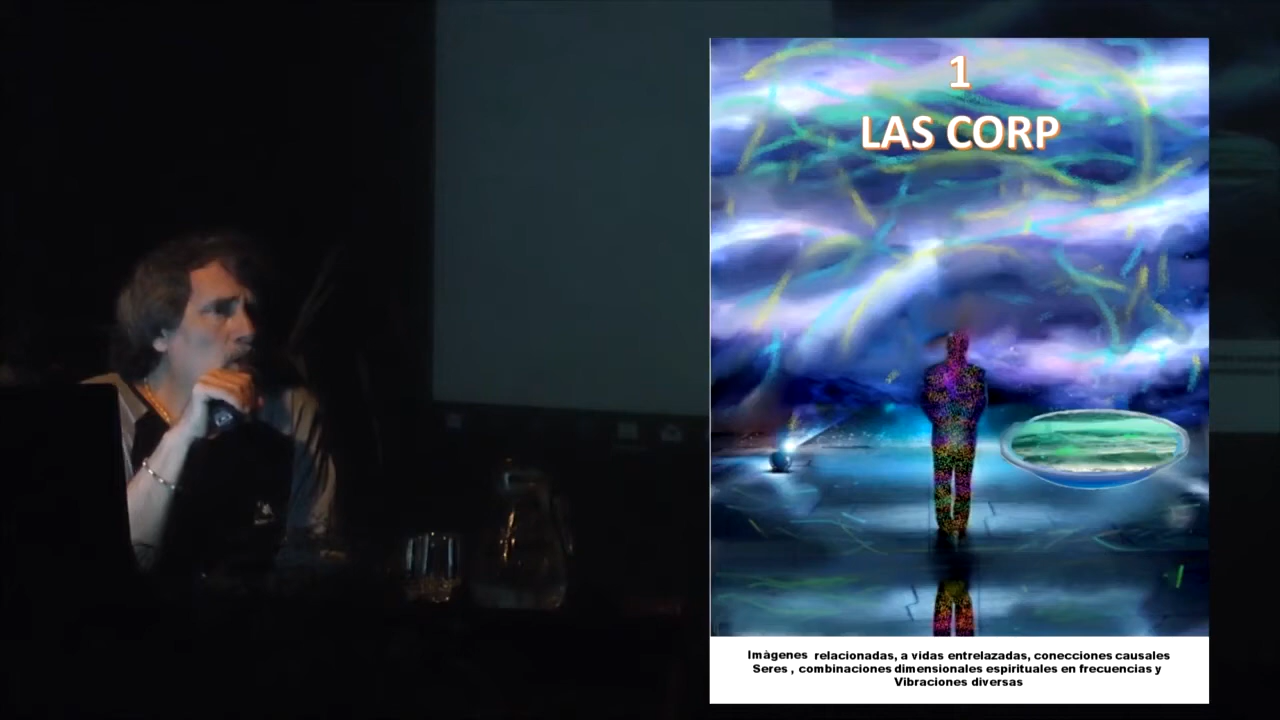 1
LAS CORP
Imàgenes relacionadas, a vidas entrelazadas, conecciones causales
Seres , combinaciones dimensionales espirituales en frecuencias y
Vibraciones diversas